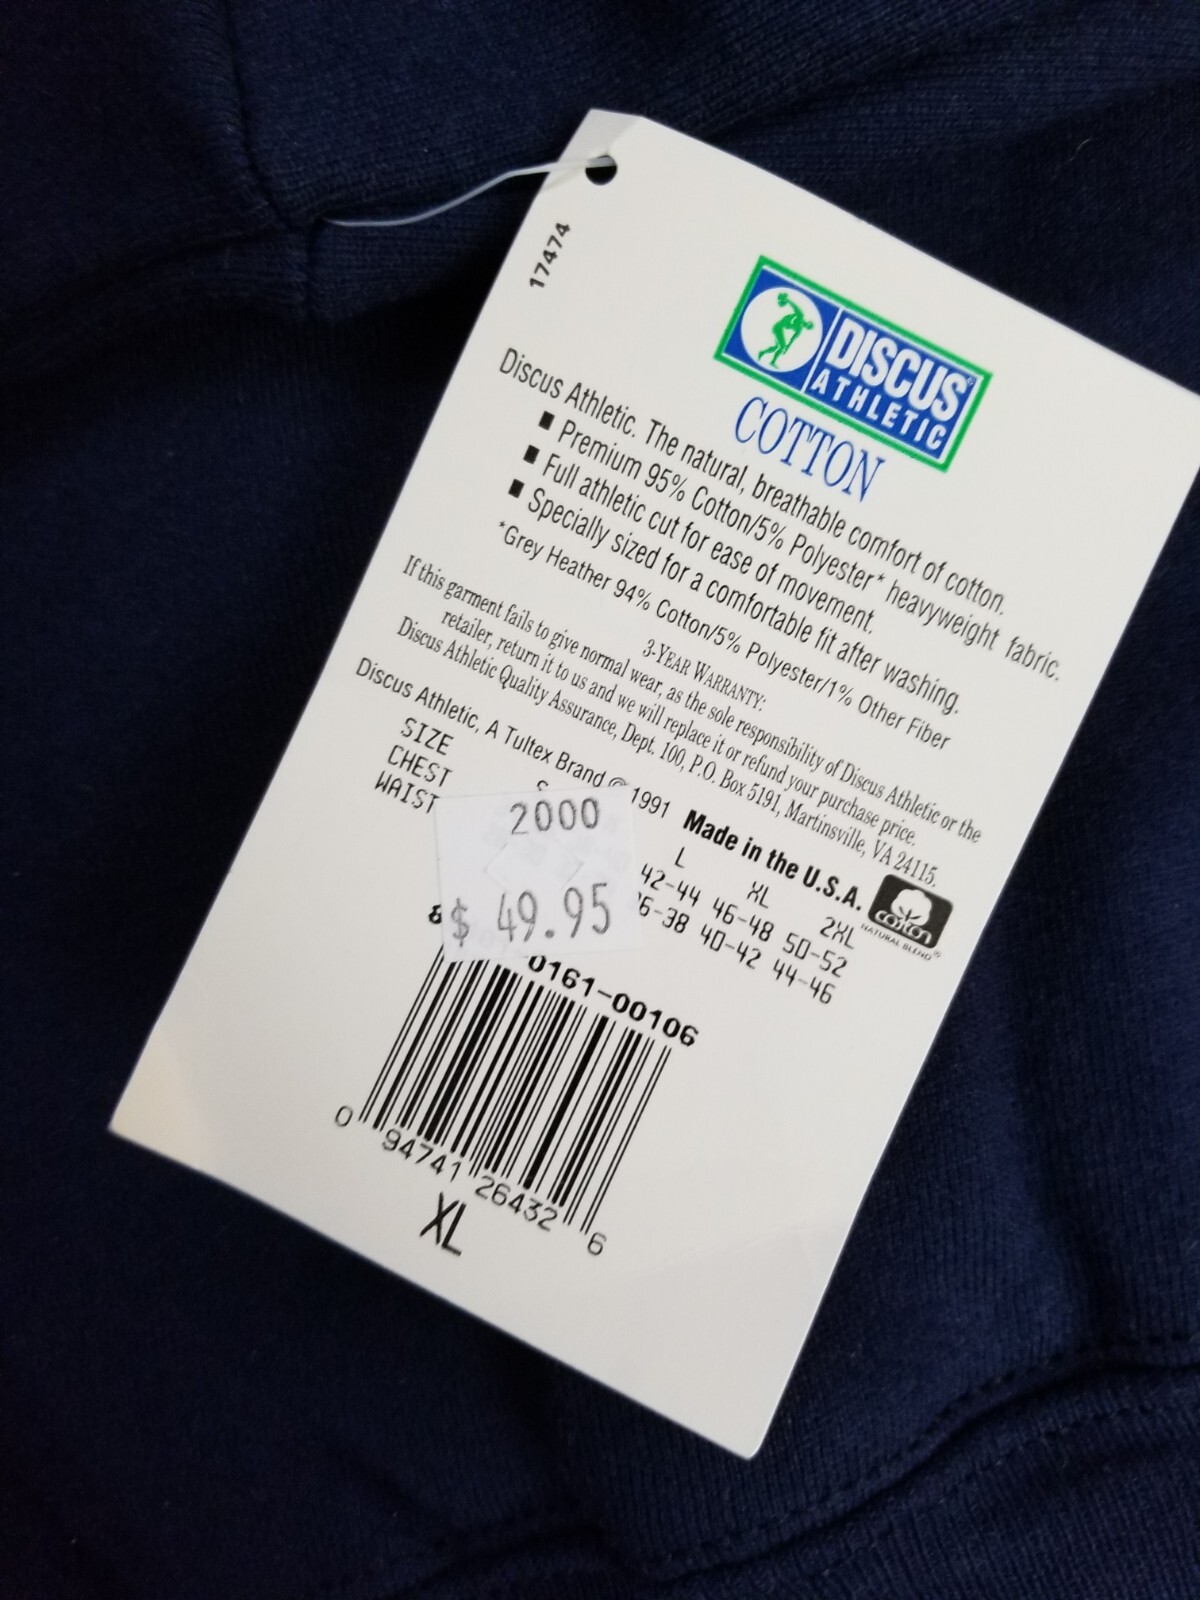 17474
DISCUS
ATHLETIC
COTTON
Discus Athletic. The natural, breathable comfort of cotton.
■ Premium 95% Cotton/5% Polyester* heavyweight fabric.
■ Full athletic cut for ease of movement.
■ Specially sized for a comfortable fit after washing.
*Grey Heather 94% Cotton/5% Polyester/1% Other Fiber
3-YEAR WARRANTY:
If this garment fails to give normal wear, as the sole responsibility of Discus Athletic or the
retailer, return it to us and we will replace it or refund your purchase price.
Discus Athletic Quality Assurance, Dept. 100, P.O. Box 5191, Martinsville, VA 24115.
Discus Athletic, A Tultex Brand © 1991 Made in the U.S.A.
cotton
NATURAL BLEND®
SIZE S L XL 2XL
CHEST 42-44 46-48 50-52
WAIST 6-38 40-42 44-46
2000
$ 49.95
8
0161-00106
0 94741 26432 6
XL